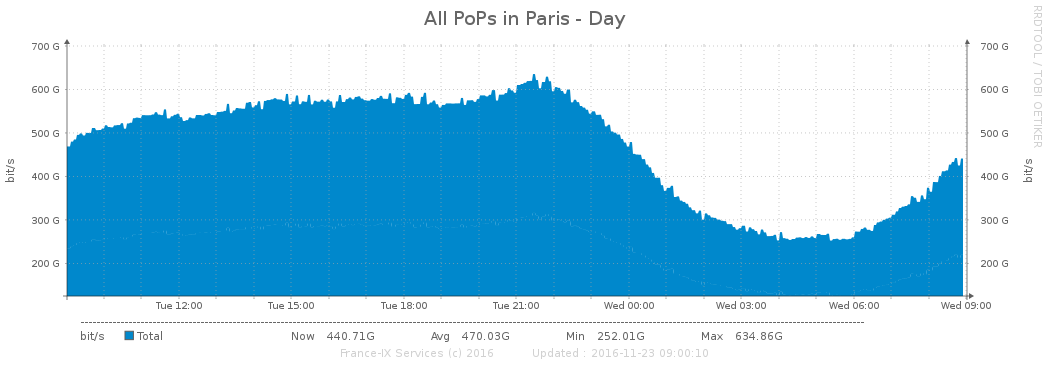 All PoPs in Paris - Day
RRDTOOL / TOBI OETIKER
bit/s
bit/s
700 G 700 G
600 G 600 G
500 G 500 G
400 G 400 G
300 G 300 G
200 G 200 G
Tue 12:00 Tue 15:00 Tue 18:00 Tue 21:00 Wed 00:00 Wed 03:00 Wed 06:00 Wed 09:00
bit/s Total Now 440.71G Avg 470.03G Min 252.01G Max 634.86G
France-IX Services (c) 2016 Updated : 2016-11-23 09:00:10